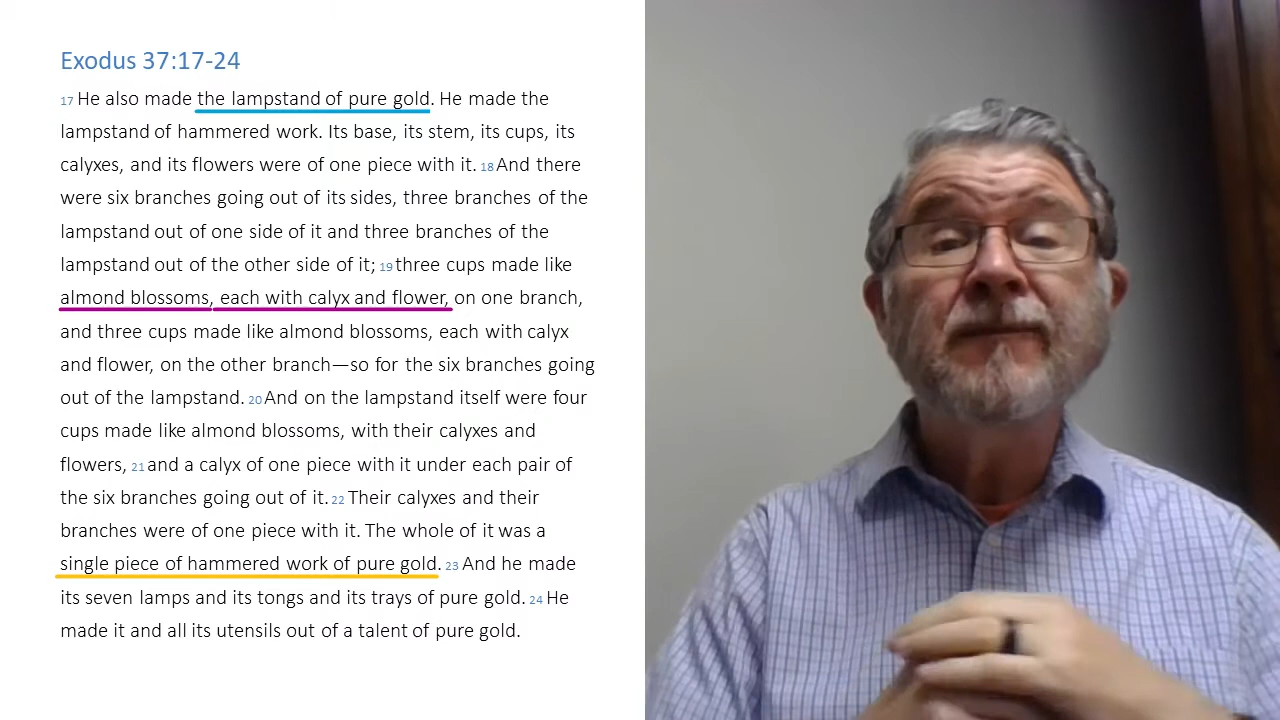 Exodus 37:17-24
17 He also made the lampstand of pure gold. He made the
lampstand of hammered work. Its base, its stem, its cups, its
calyxes, and its flowers were of one piece with it. 18 And there
were six branches going out of its sides, three branches of the
lampstand out of one side of it and three branches of the
lampstand out of the other side of it; 19 three cups made like
almond blossoms, each with calyx and flower, on one branch,
and three cups made like almond blossoms, each with calyx
and flower, on the other branch—so for the six branches going
out of the lampstand. 20 And on the lampstand itself were four
cups made like almond blossoms, with their calyxes and
flowers, 21 and a calyx of one piece with it under each pair of
the six branches going out of it. 22 Their calyxes and their
branches were of one piece with it. The whole of it was a
single piece of hammered work of pure gold. 23 And he made
its seven lamps and its tongs and its trays of pure gold. 24 He
made it and all its utensils out of a talent of pure gold.